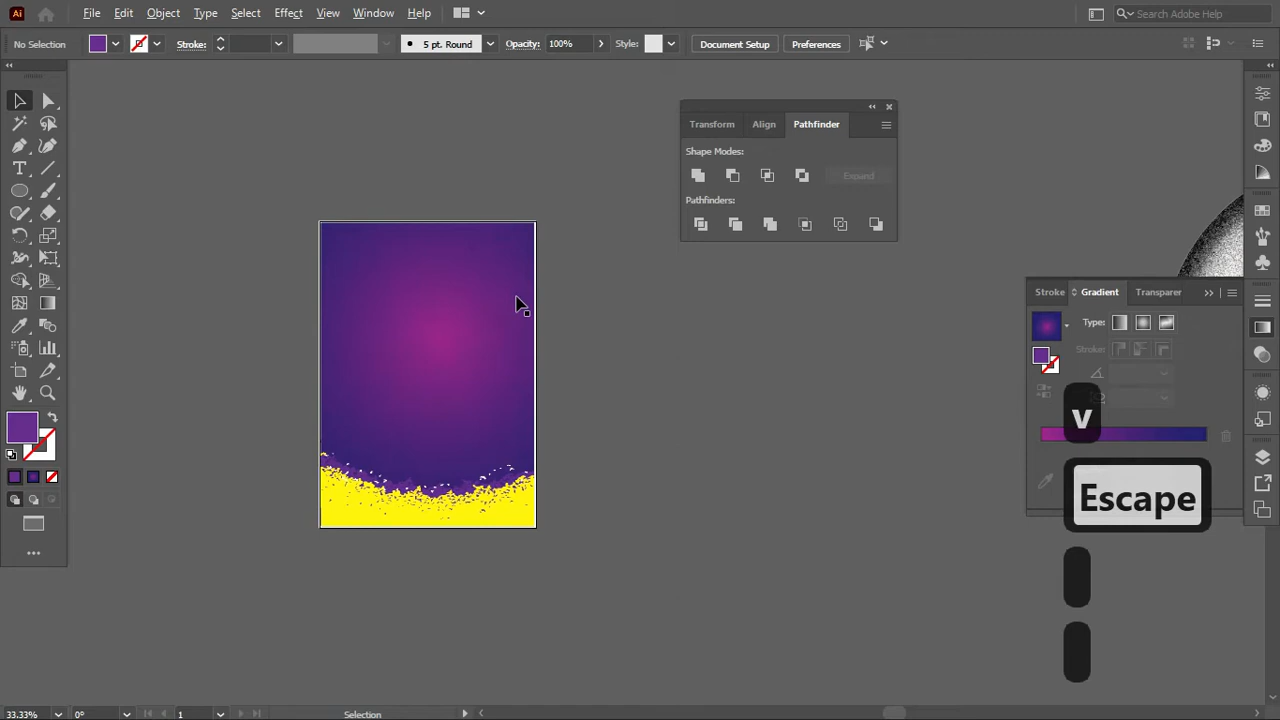 Ai File Edit Object Type Select Effect View Window Help Search Adobe Help
No Selection Stroke: 5 pt. Round Opacity: 100% Style: Document Setup Preferences
Transform Align Pathfinder
Shape Modes:
Expand
Pathfinders:
Stroke Gradient Transparer
Type:
Stroke:
v
Escape
33.33% 0° 1 Selection